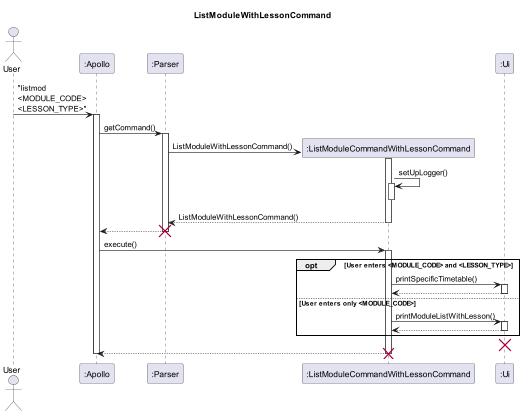 ListModuleWithLessonCommand
User
:Apollo
:Parser
:Ui
"listmod
<MODULE_CODE>
<LESSON_TYPE>"
getCommand()
ListModuleWithLessonCommand()
:ListModuleCommandWithLessonCommand
setUpLogger()
ListModuleWithLessonCommand()
execute()
opt [User enters <MODULE_CODE> and <LESSON_TYPE>]
printSpecificTimetable()
[User enters only <MODULE_CODE>]
printModuleListWithLesson()
User
:Apollo
:Parser
:ListModuleCommandWithLessonCommand
:Ui